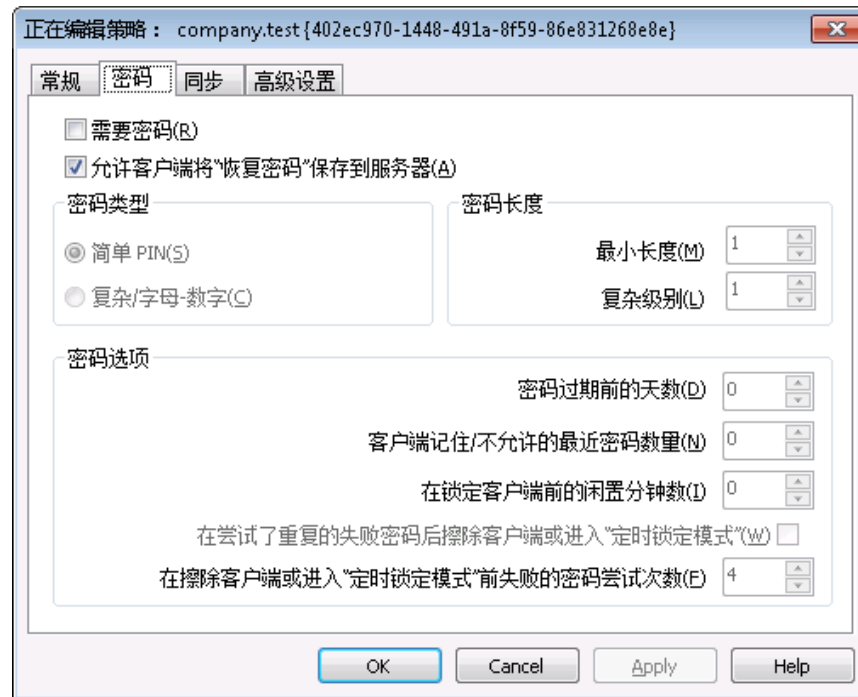 正在编辑策略： company.test {402ec970-1448-491a-8f59-86e831268e8e}
常规 密码 同步 高级设置
需要密码(R)
允许客户端将"恢复密码"保存到服务器(A)
密码类型 密码长度
简单 PIN(S) 最小长度(M) 1
复杂/字母-数字(C) 复杂级别(L) 1
密码选项
密码过期前的天数(D) 0
客户端记住/不允许的最近密码数量(N) 0
在锁定客户端前的闲置分钟数(I) 0
在尝试了重复的失败密码后擦除客户端或进入"定时锁定模式"(W)
在擦除客户端或进入"定时锁定模式"前失败的密码尝试次数(F) 4
OK Cancel Apply Help